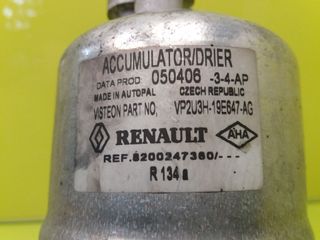 ACCUMULATOR/DRIER
DATA PROD: 050406 -3-4-AP
MADE IN AUTOPAL CZECH REPUBLIC
VISTEON PART NO, VP2U3H-19E647-AG
RENAULT AHA
REF.8200247360/---
R 134a